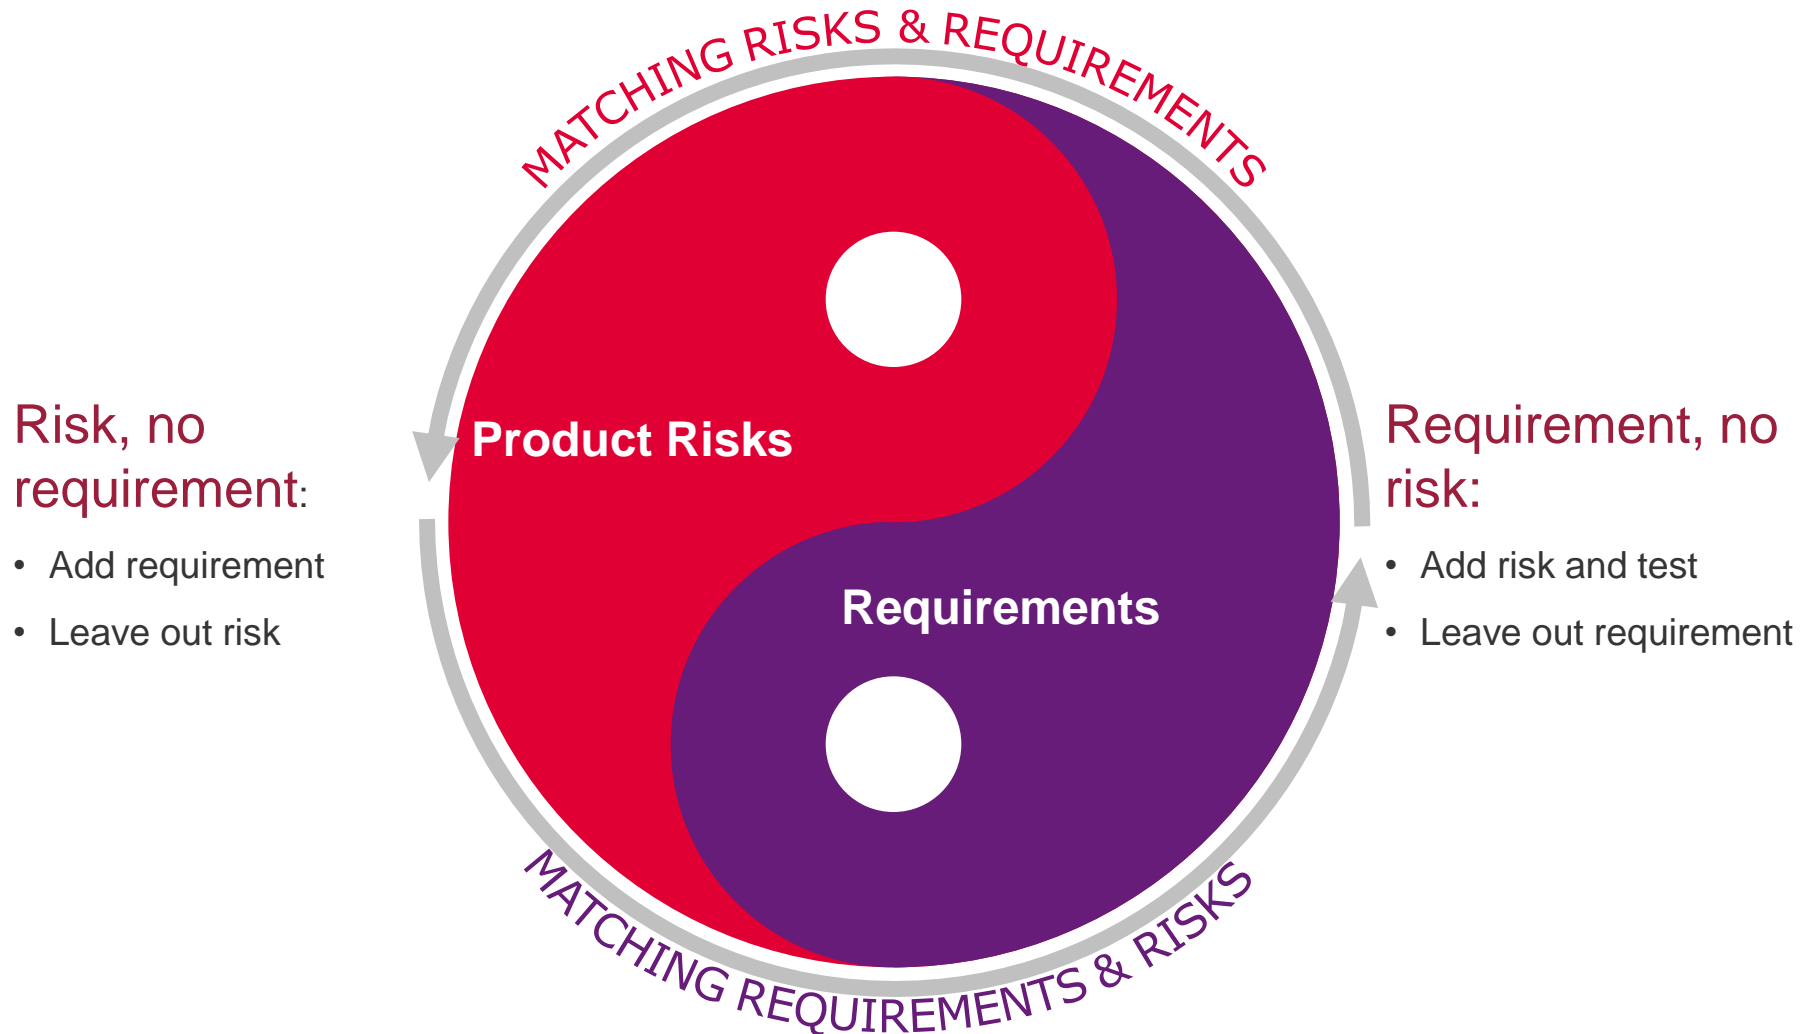 MATCHING RISKS & REQUIREMENTS
Risk, no
requirement:
• Add requirement
• Leave out risk
Product Risks
Requirements
Requirement, no
risk:
• Add risk and test
• Leave out requirement
MATCHING REQUIREMENTS & RISKS